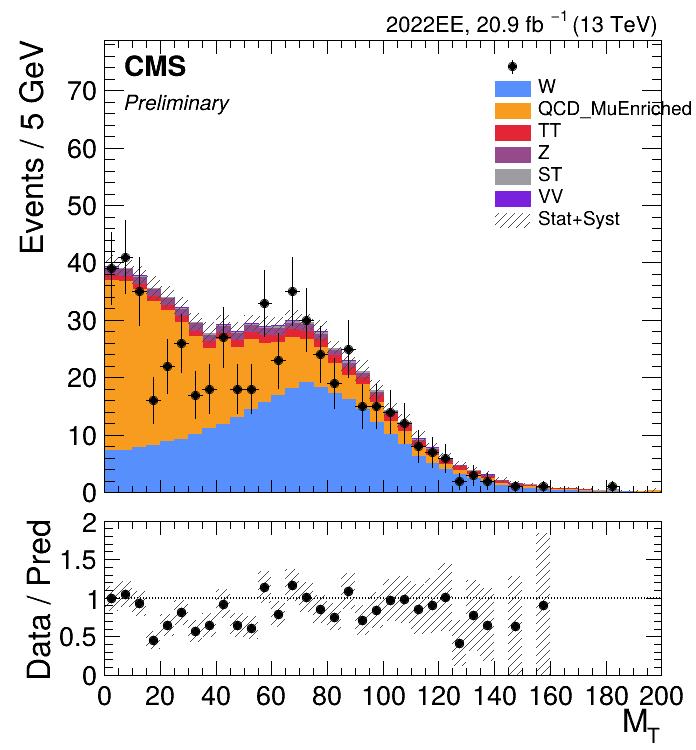 2022EE, 20.9 fb ⁻¹ (13 TeV)
CMS
Preliminary
W
QCD_MuEnriched
TT
Z
ST
VV
Stat+Syst
Events / 5 GeV
70
60
50
40
30
20
10
0
Data / Pred
2
1.5
1
0.5
0
0 20 40 60 80 100 120 140 160 180 200
M_T